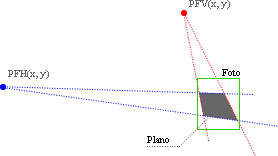 PFV(x, y)
PFH(x, y)
Foto
Plano